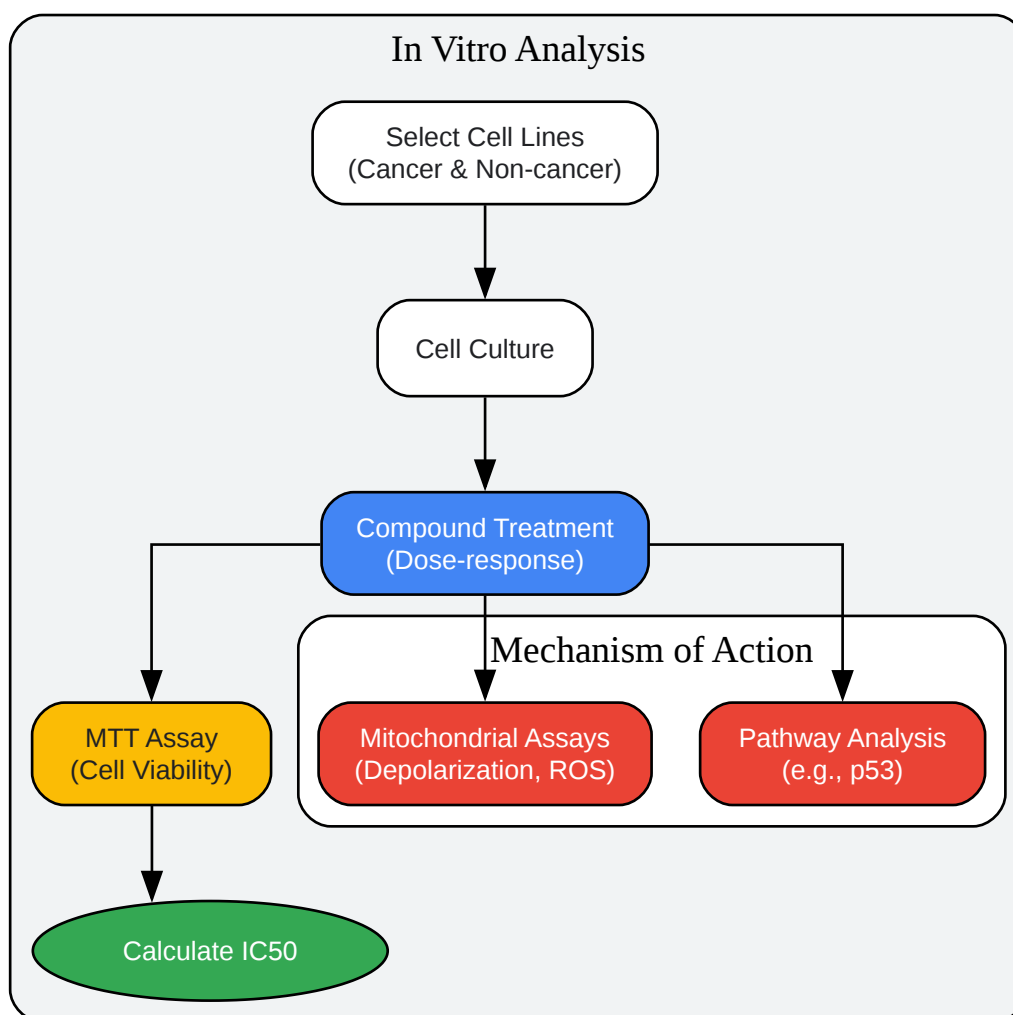 In Vitro Analysis
Select Cell Lines
(Cancer & Non-cancer)
Cell Culture
Compound Treatment
(Dose-response)
Mechanism of Action
MTT Assay
(Cell Viability)
Mitochondrial Assays
(Depolarization, ROS)
Pathway Analysis
(e.g., p53)
Calculate IC50